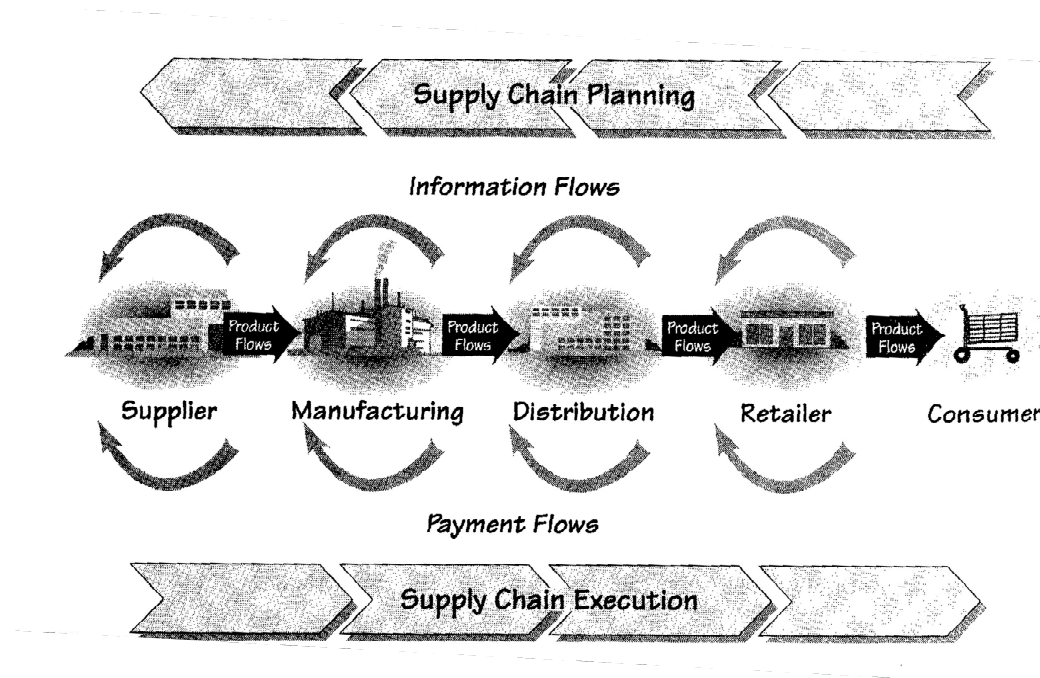 Supply Chain Planning
Information Flows
Product
Flows
Product
Flows
Product
Flows
Product
Flows
Supplier
Manufacturing
Distribution
Retailer
Consumer
Payment Flows
Supply Chain Execution